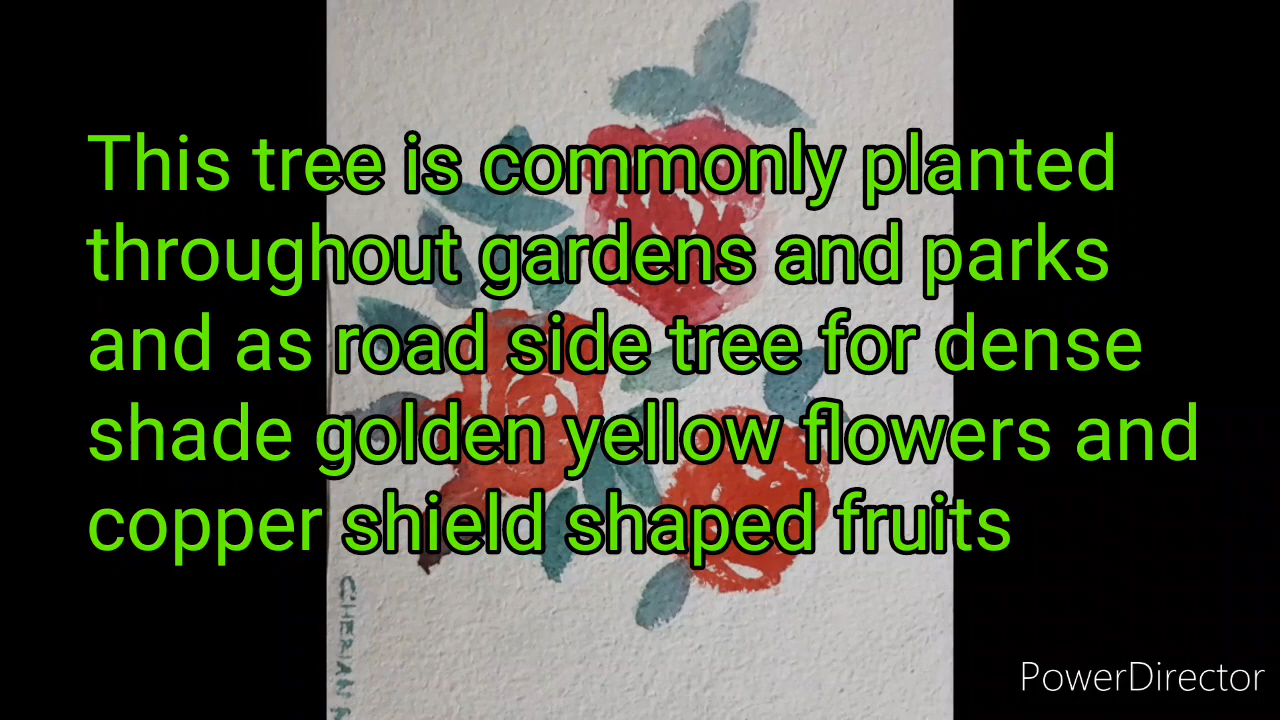 This tree is commonly planted
throughout gardens and parks
and as road side tree for dense
shade golden yellow flowers and
copper shield shaped fruits
CHERIAN
PowerDirector